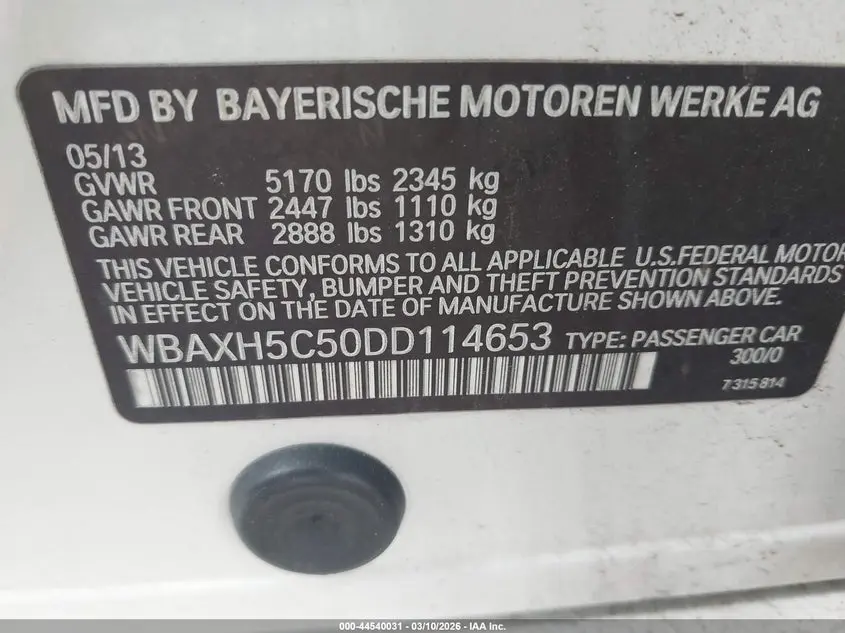 MFD BY BAYERISCHE MOTOREN WERKE AG
05/13
GVWR 5170 lbs 2345 kg
GAWR FRONT 2447 lbs 1110 kg
GAWR REAR 2888 lbs 1310 kg
THIS VEHICLE CONFORMS TO ALL APPLICABLE U.S.FEDERAL MOTOR
VEHICLE SAFETY, BUMPER AND THEFT PREVENTION STANDARDS
IN EFFECT ON THE DATE OF MANUFACTURE SHOWN ABOVE.
WBAXH5C50DD114653 TYPE: PASSENGER CAR
300/0
7 315 814
000-44540031 - 03/10/2026 - IAA Inc.